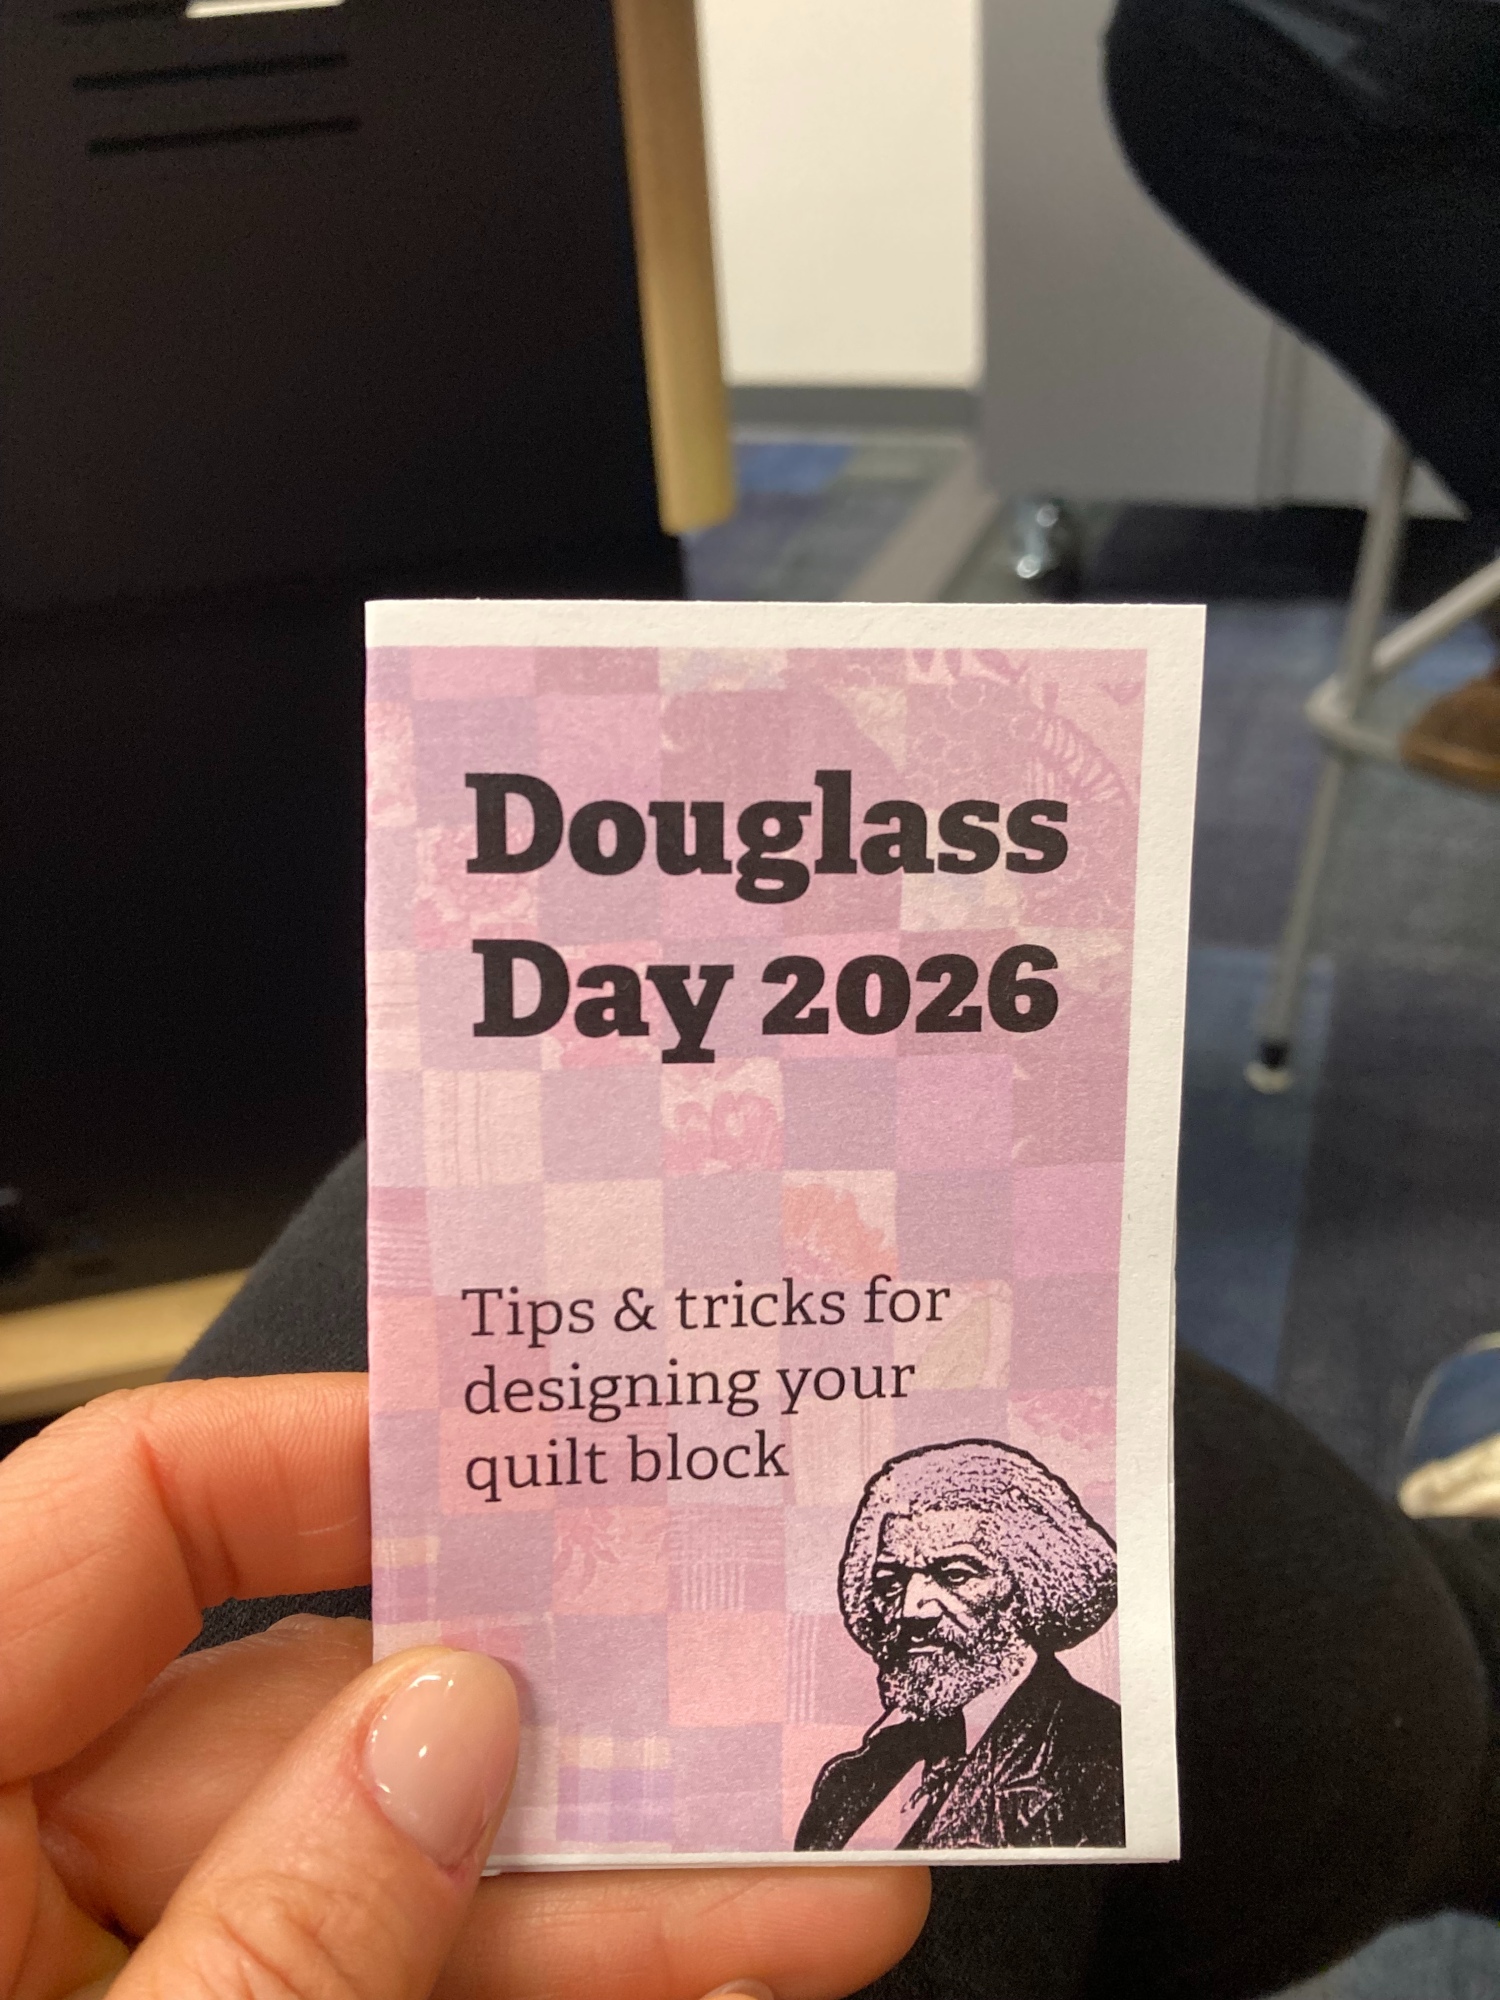 Douglass
Day 2026
Tips & tricks for
designing your
quilt block